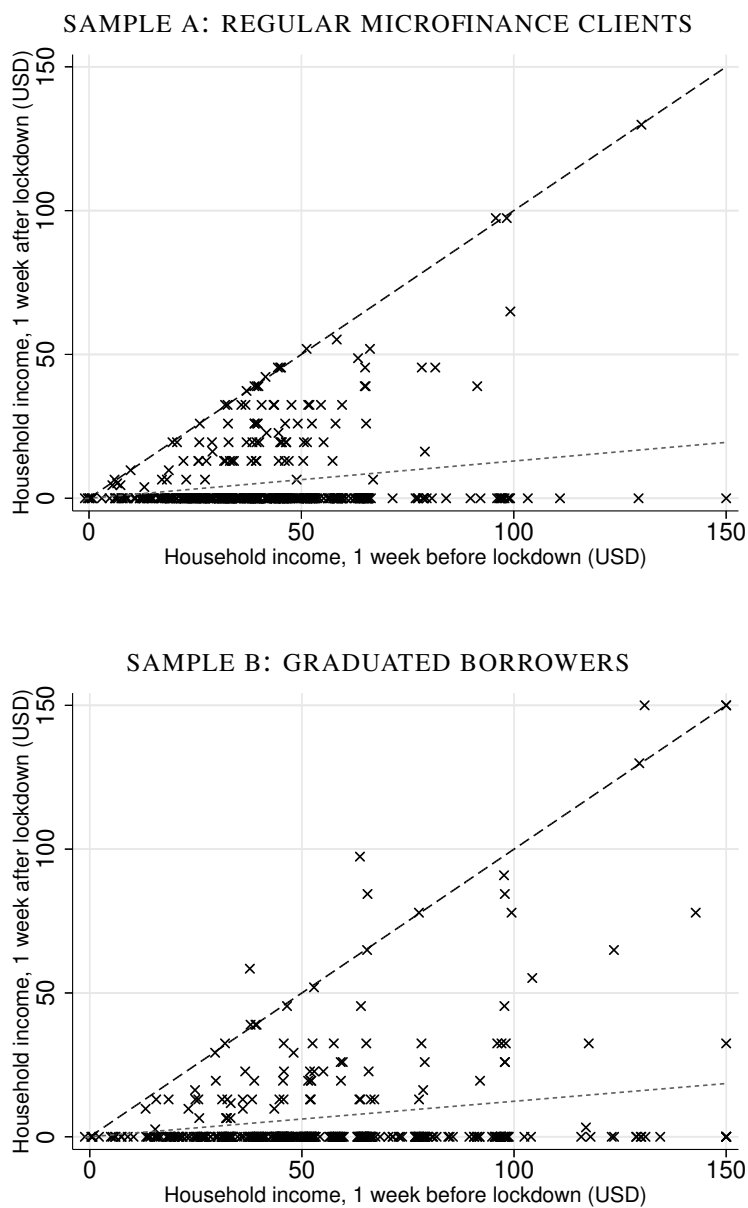 SAMPLE A: REGULAR MICROFINANCE CLIENTS
Household income, 1 week after lockdown (USD)
150
100
50
0
0 50 100 150
Household income, 1 week before lockdown (USD)
SAMPLE B: GRADUATED BORROWERS
Household income, 1 week after lockdown (USD)
150
100
50
0
0 50 100 150
Household income, 1 week before lockdown (USD)